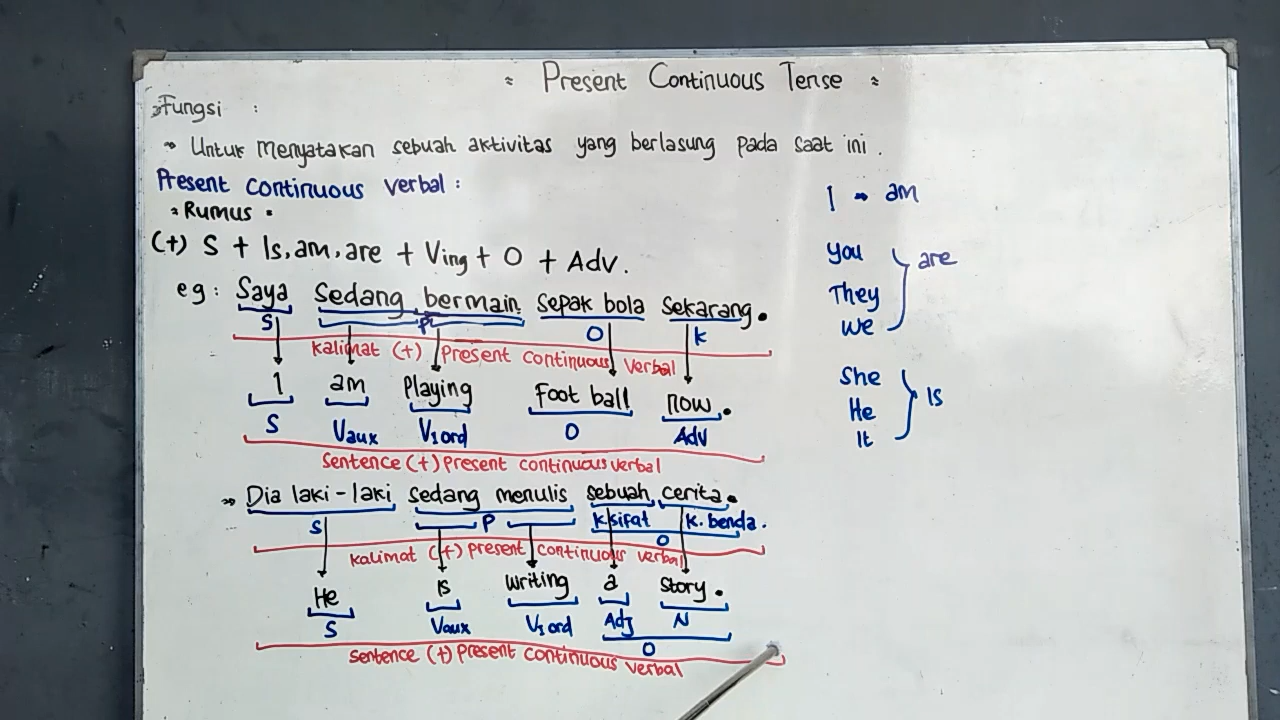 " Present Continuous Tense "
Fungsi :
→ Untuk menyatakan sebuah aktivitas yang berlasung pada saat ini .
Present continuous verbal :
" Rumus "
(+) S + Is, am, are + Ving + O + Adv.
eg : Saya sedang bermain sepak bola sekarang.
S P O K
Kalimat (+) Present continuous verbal
I am Playing Foot ball now.
S Vaux V1 ord O Adv
Sentence (+) present continuous verbal
→ Dia laki-laki sedang menulis sebuah cerita.
S P K sifat K. benda.
O
Kalimat (+) present continuous verbal
He Is writing a story.
S Vaux V1 ord Adj N
O
Sentence (+) present continuous verbal
I → am
you
They
we
are
She
He
It
Is